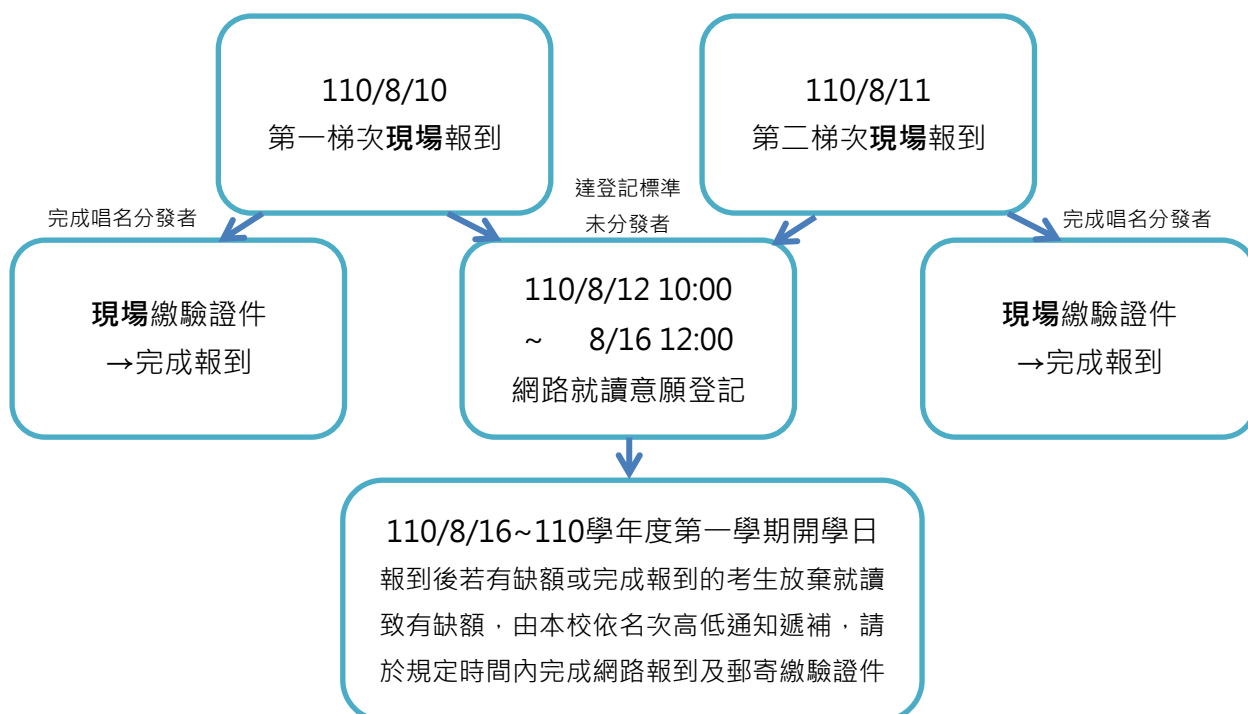 110/8/10
第一梯次現場報到
110/8/11
第二梯次現場報到
完成唱名分發者
達登記標準
未分發者
完成唱名分發者
現場繳驗證件
→完成報到
110/8/12 10:00
~ 8/16 12:00
網路就讀意願登記
現場繳驗證件
→完成報到
110/8/16~110學年度第一學期開學日
報到後若有缺額或完成報到的考生放棄就讀
致有缺額，由本校依名次高低通知遞補，請
於規定時間內完成網路報到及郵寄繳驗證件